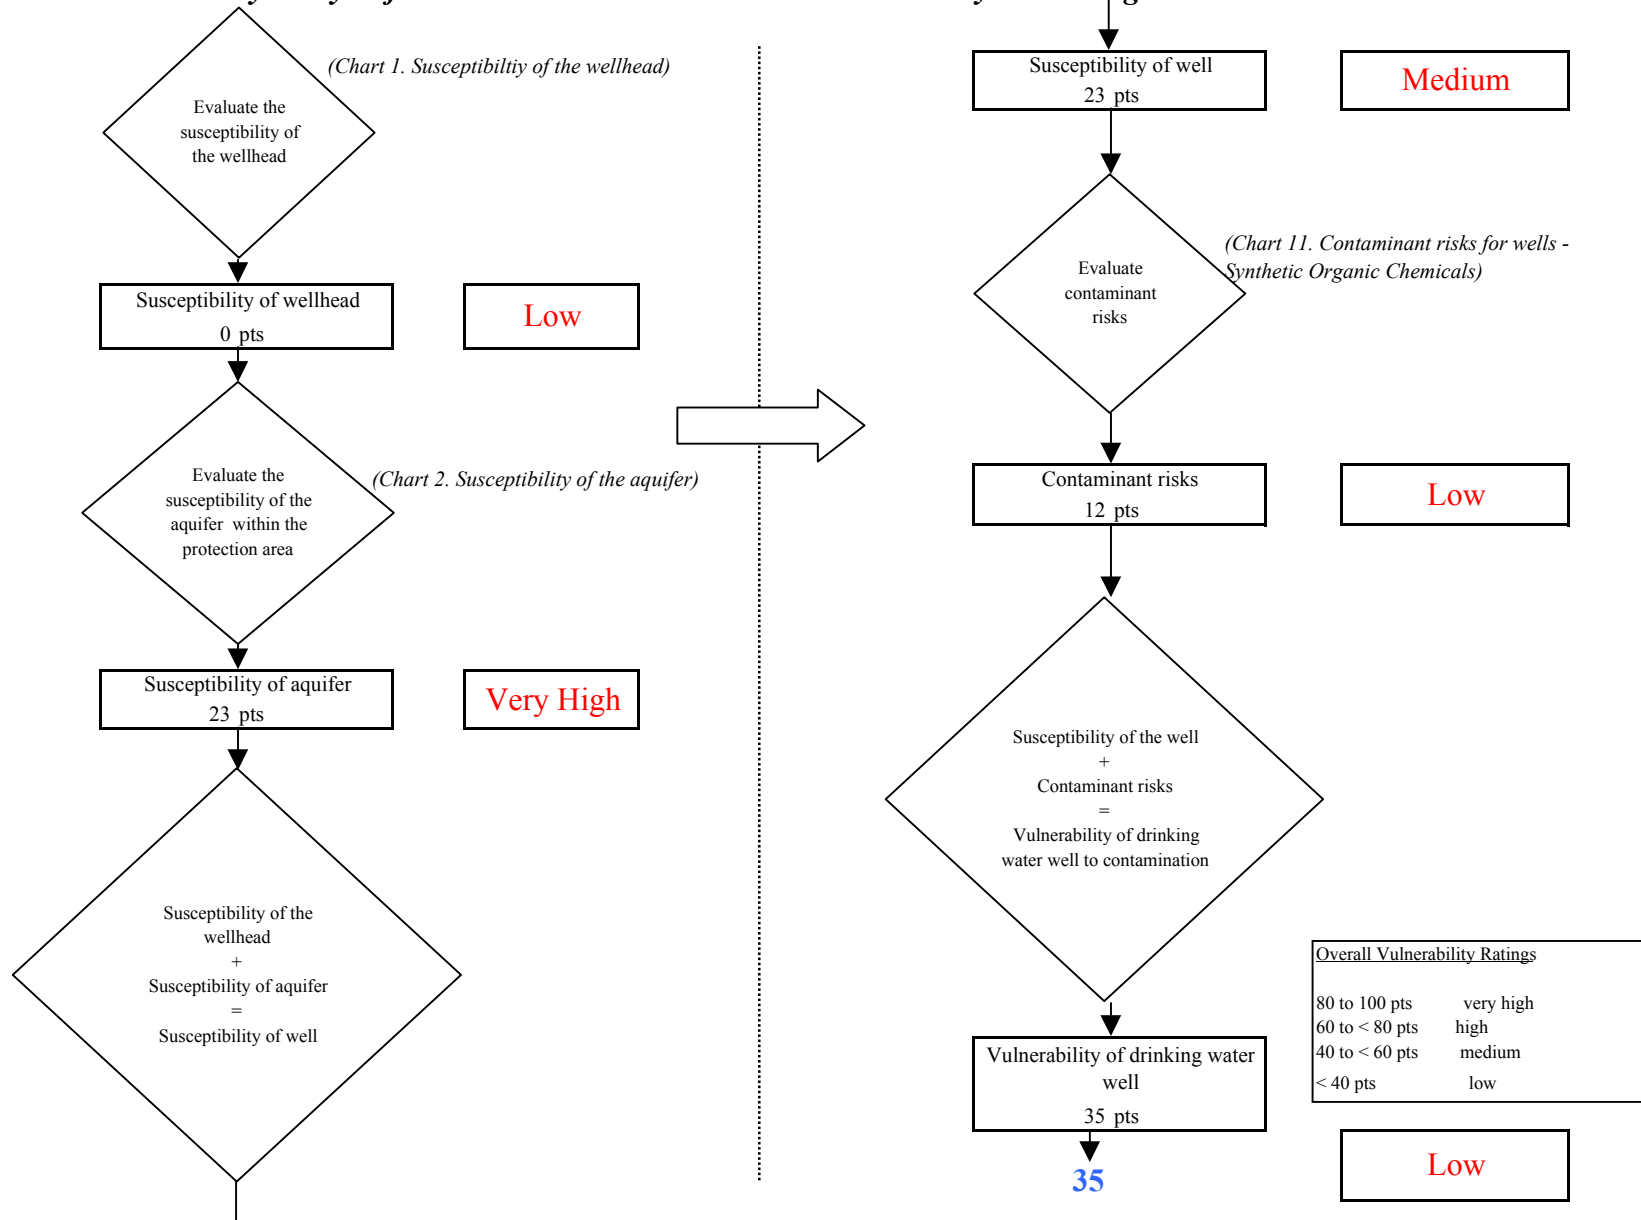 (Chart 1. Susceptibiltiy of the wellhead)
Evaluate the
susceptibility of
the wellhead
Susceptibility of wellhead
0 pts
Low
Evaluate the
susceptibility of the
aquifer within the
protection area
(Chart 2. Susceptibility of the aquifer)
Susceptibility of aquifer
23 pts
Very High
Susceptibility of the
wellhead
+
Susceptibility of aquifer
=
Susceptibility of well
Susceptibility of well
23 pts
Medium
(Chart 11. Contaminant risks for wells -
Synthetic Organic Chemicals)
Evaluate
contaminant
risks
Contaminant risks
12 pts
Low
Susceptibility of the well
+
Contaminant risks
=
Vulnerability of drinking
water well to contamination
Overall Vulnerability Ratings
80 to 100 pts very high
60 to < 80 pts high
40 to < 60 pts medium
< 40 pts low
Vulnerability of drinking water
well
35 pts
35
Low